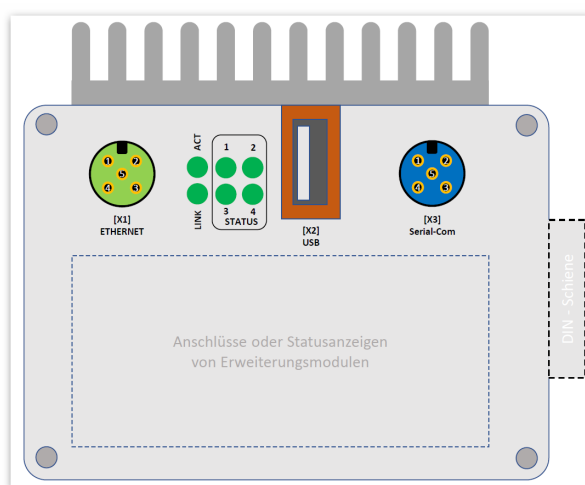 ACT
1 2
1 2
5
4 3
LINK
3 4
STATUS
[X1]
ETHERNET
[X2]
USB
1 2
5
4 3
[X3]
Serial-Com
DIN - Schiene
Anschlüsse oder Statusanzeigen
von Erweiterungsmodulen